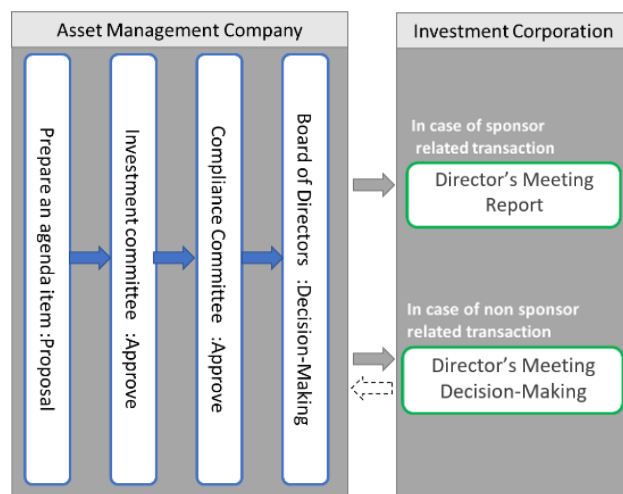 Asset Management Company
Prepare an agenda item :Proposal
Investment committee :Approve
Compliance Committee :Approve
Board of Directors :Decision-Making
Investment Corporation
In case of sponsor
related transaction
Director's Meeting
Report
In case of non sponsor
related transaction
Director's Meeting
Decision-Making